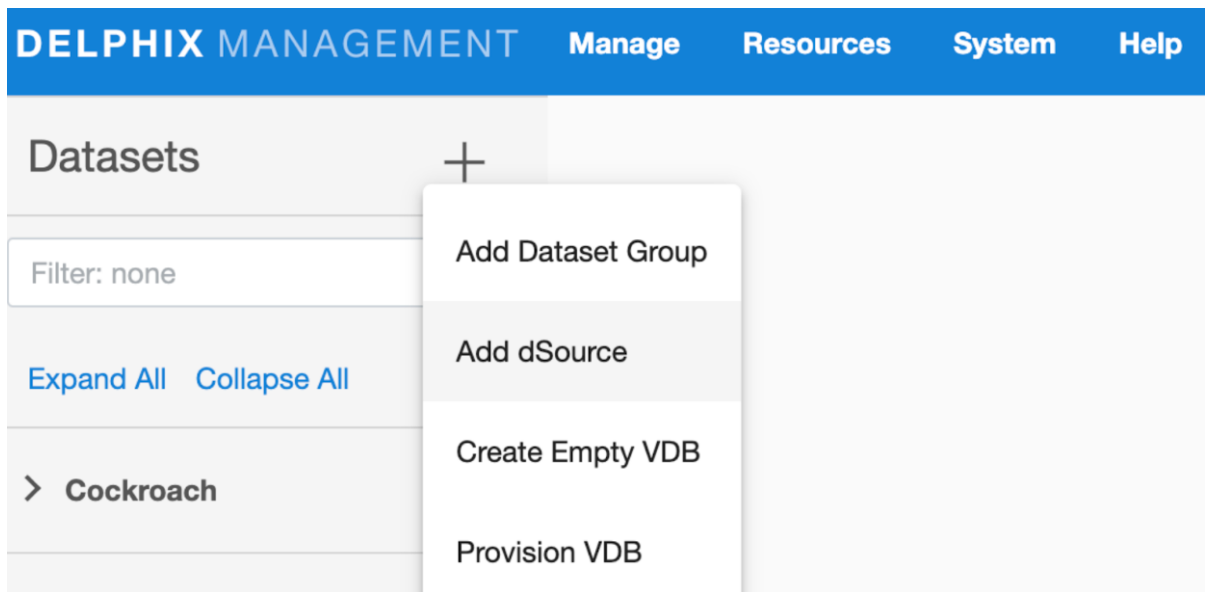 DELPHIX MANAGEMENT Manage Resources System Help
Datasets
Add Dataset Group
Filter: none
Add dSource
Expand All Collapse All
Create Empty VDB
Cockroach
Provision VDB